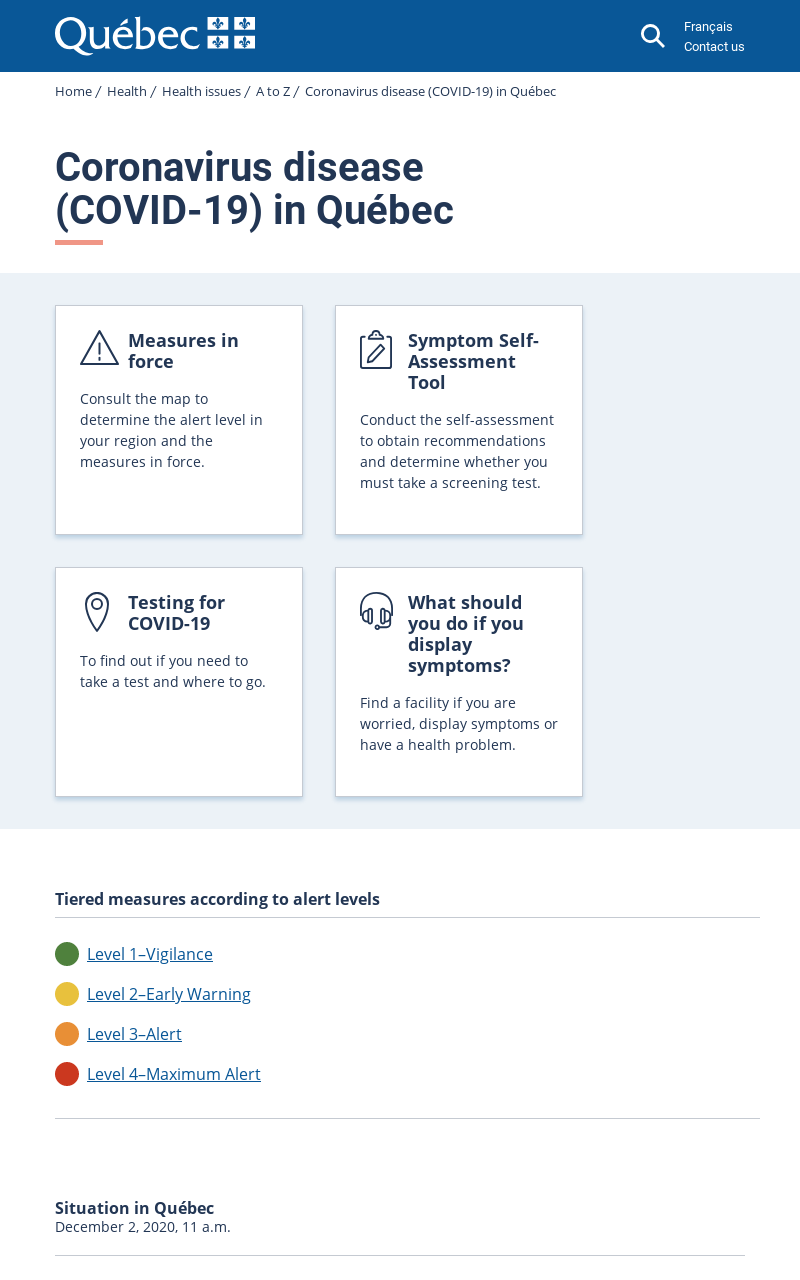 Québec
Français
Contact us
Home / Health / Health issues / A to Z / Coronavirus disease (COVID-19) in Québec
Coronavirus disease
(COVID-19) in Québec
Measures in
force
Consult the map to
determine the alert level in
your region and the
measures in force.
Symptom Self-
Assessment
Tool
Conduct the self-assessment
to obtain recommendations
and determine whether you
must take a screening test.
Testing for
COVID-19
To find out if you need to
take a test and where to go.
What should
you do if you
display
symptoms?
Find a facility if you are
worried, display symptoms or
have a health problem.
Tiered measures according to alert levels
Level 1–Vigilance
Level 2–Early Warning
Level 3–Alert
Level 4–Maximum Alert
Situation in Québec
December 2, 2020, 11 a.m.